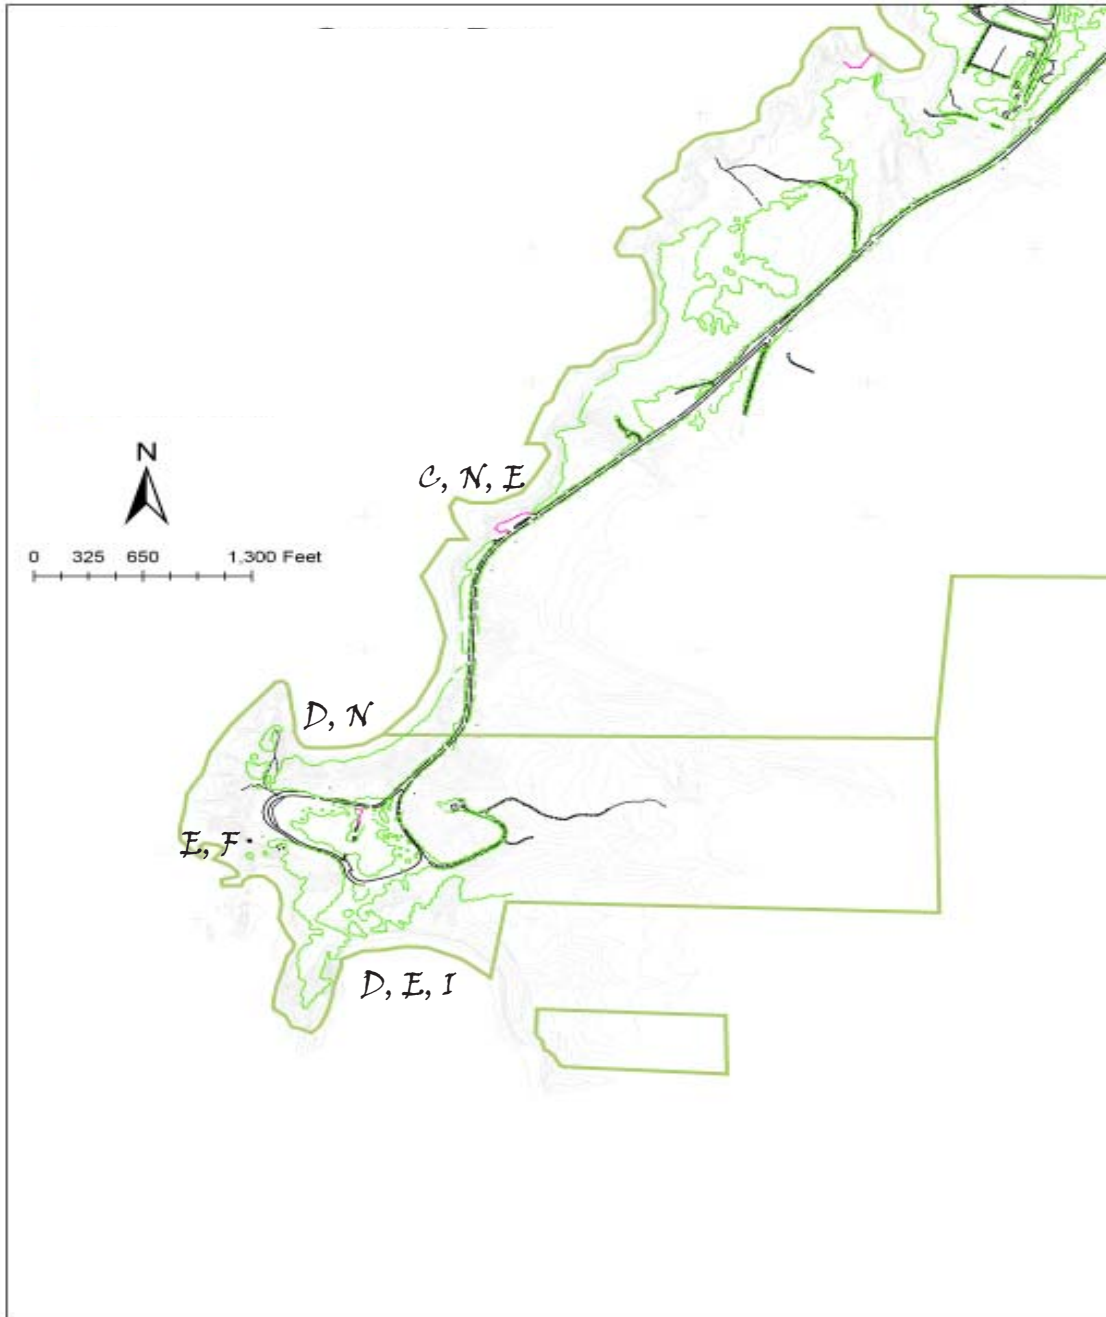 C, N, E
N
0 325 650 1,300 Feet
D, N
E, F
D, E, I